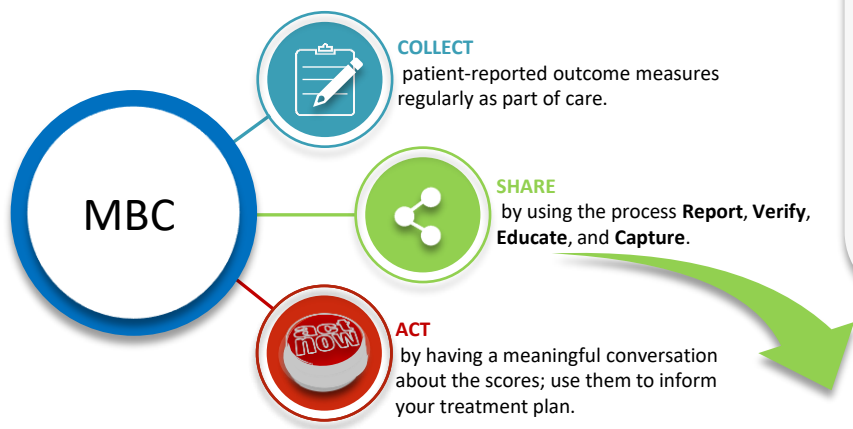 MBC
COLLECT
patient-reported outcome measures
regularly as part of care.
SHARE
by using the process Report, Verify,
Educate, and Capture.
act
now
ACT
by having a meaningful conversation
about the scores; use them to inform
your treatment plan.